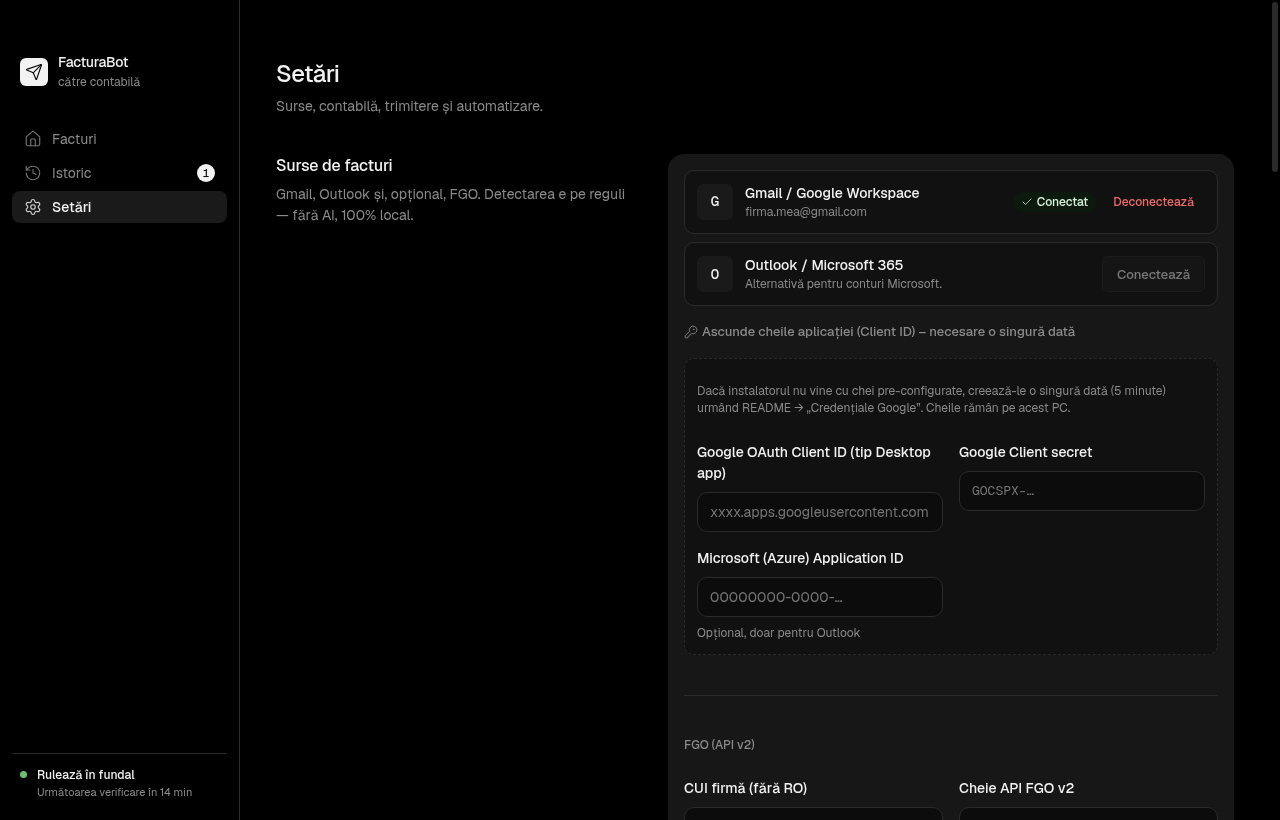 FacturaBot
către contabilă
Facturi
Istoric
1
Setări
Rulează în fundal
Următoarea verificare în 14 min
Setări
Surse, contabilă, trimitere și automatizare.
Surse de facturi
Gmail, Outlook și, opțional, FGO. Detectarea e pe reguli
— fără AI, 100% local.
G
Gmail / Google Workspace
firma.mea@gmail.com
Conectat
Deconectează
O
Outlook / Microsoft 365
Alternativă pentru conturi Microsoft.
Conectează
Ascunde cheile aplicației (Client ID) – necesare o singură dată
Dacă instalatorul nu vine cu chei pre-configurate, creează-le o singură dată (5 minute)
urmând README → „Credențiale Google”. Cheile rămân pe acest PC.
Google OAuth Client ID (tip Desktop
app)
xxxx.apps.googleusercontent.com
Google Client secret
GOCSPX-…
Microsoft (Azure) Application ID
00000000-0000-…
Opțional, doar pentru Outlook
FGO (API v2)
CUI firmă (fără RO)
Cheie API FGO v2